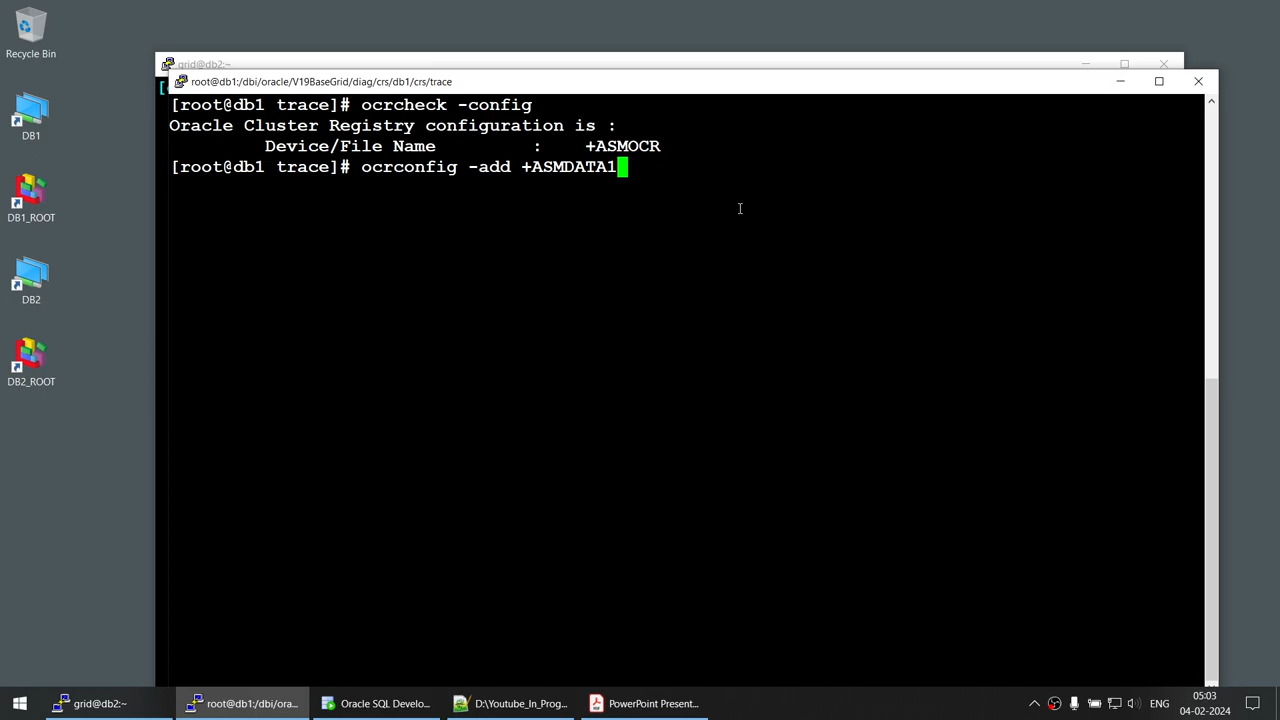 Recycle Bin
DB1
DB1_ROOT
DB2
DB2_ROOT
grid@db2:~
root@db1:/dbi/oracle/V19BaseGrid/diag/crs/db1/crs/trace
[
[root@db1 trace]# ocrcheck -config
Oracle Cluster Registry configuration is :
Device/File Name : +ASMOCR
[root@db1 trace]# ocrconfig -add +ASMDATA1
grid@db2:~
root@db1:/dbi/ora...
Oracle SQL Develo...
D:\Youtube_In_Prog...
PowerPoint Present...
ENG
05:03
04-02-2024